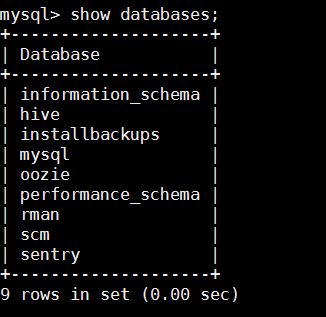 mysql> show databases;
+--------------------+
| Database           |
+--------------------+
| information_schema |
| hive               |
| installbackups     |
| mysql              |
| oozie              |
| performance_schema |
| rman               |
| scm                |
| sentry             |
+--------------------+
9 rows in set (0.00 sec)